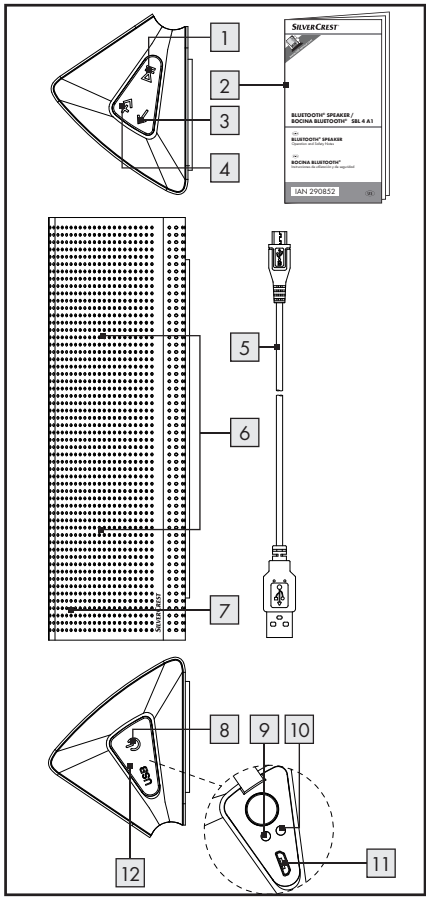 1
2
3
4
SILVERCREST®
BLUETOOTH® SPEAKER /
BOCINA BLUETOOTH® SBL 4 A1
BLUETOOTH® SPEAKER
Operation and Safety Notes
BOCINA BLUETOOTH®
Instrucciones de utilización y de seguridad
IAN 290852
5
6
7
SILVERCREST
8
9
10
USB
11
12